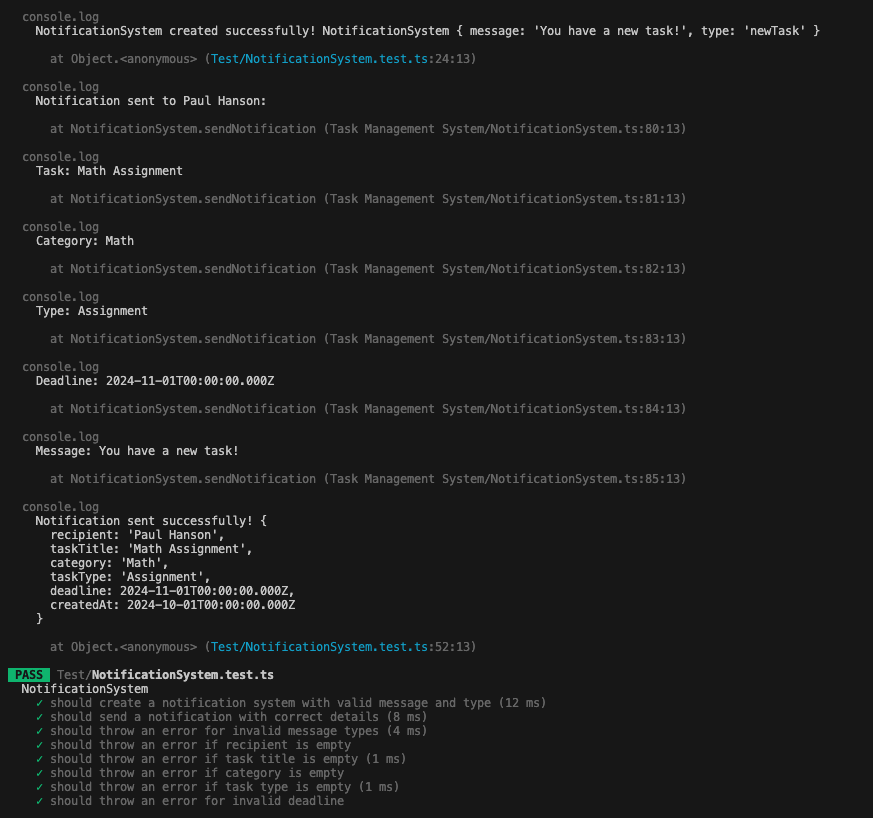 console.log
NotificationSystem created successfully! NotificationSystem { message: 'You have a new task!', type: 'newTask' }
at Object.<anonymous> (Test/NotificationSystem.test.ts:24:13)
console.log
Notification sent to Paul Hanson:
at NotificationSystem.sendNotification (Task Management System/NotificationSystem.ts:80:13)
console.log
Task: Math Assignment
at NotificationSystem.sendNotification (Task Management System/NotificationSystem.ts:81:13)
console.log
Category: Math
at NotificationSystem.sendNotification (Task Management System/NotificationSystem.ts:82:13)
console.log
Type: Assignment
at NotificationSystem.sendNotification (Task Management System/NotificationSystem.ts:83:13)
console.log
Deadline: 2024-11-01T00:00:00.000Z
at NotificationSystem.sendNotification (Task Management System/NotificationSystem.ts:84:13)
console.log
Message: You have a new task!
at NotificationSystem.sendNotification (Task Management System/NotificationSystem.ts:85:13)
console.log
Notification sent successfully! {
recipient: 'Paul Hanson',
taskTitle: 'Math Assignment',
category: 'Math',
taskType: 'Assignment',
deadline: 2024-11-01T00:00:00.000Z,
createdAt: 2024-10-01T00:00:00.000Z
}
at Object.<anonymous> (Test/NotificationSystem.test.ts:52:13)
PASS Test/NotificationSystem.test.ts
NotificationSystem
✓ should create a notification system with valid message and type (12 ms)
✓ should send a notification with correct details (8 ms)
✓ should throw an error for invalid message types (4 ms)
✓ should throw an error if recipient is empty
✓ should throw an error if task title is empty (1 ms)
✓ should throw an error if category is empty
✓ should throw an error if task type is empty (1 ms)
✓ should throw an error for invalid deadline